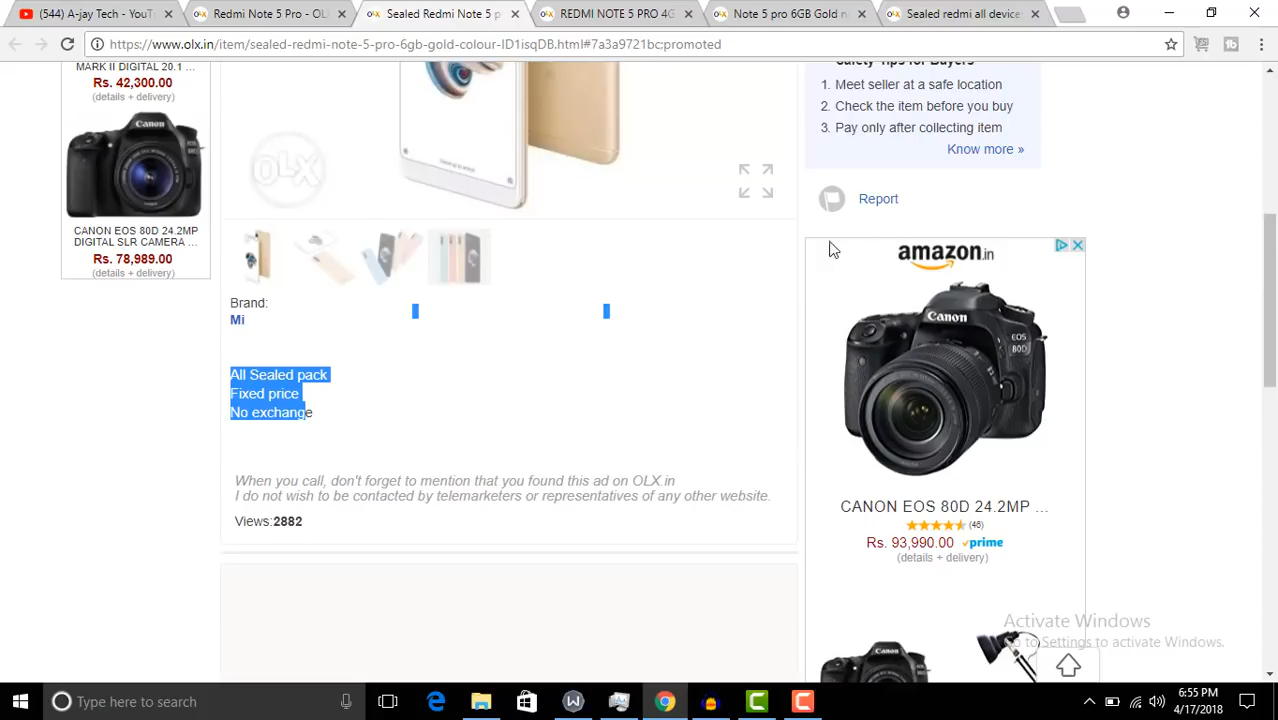 (544) A-jay Tech - YouT
Redmi Note 5 Pro - OL
Sealed Redmi Note 5 p
REDMI NOTE 5 PRO 4G
Note 5 pro 6GB Gold n
Sealed redmi all device
https://www.olx.in/item/sealed-redmi-note-5-pro-6gb-gold-colour-ID1isqDB.html#7a3a9721bc;promoted
MARK II DIGITAL 20.1 ...
Rs. 42,300.00
(details + delivery)
CANON EOS 80D 24.2MP
DIGITAL SLR CAMERA ...
Rs. 78,989.00
(details + delivery)
OLX
Brand:
Mi
All Sealed pack
Fixed price
No exchange
When you call, don't forget to mention that you found this ad on OLX.in
I do not wish to be contacted by telemarketers or representatives of any other website.
Views:2882
Safety Tips for Buyers
1. Meet seller at a safe location
2. Check the item before you buy
3. Pay only after collecting item
Know more »
Report
amazon.in
Canon
EOS
80D
CANON EOS 80D 24.2MP ...
(46)
Rs. 93,990.00 prime
(details + delivery)
Canon
Activate Windows
Go to Settings to activate Windows.
Type here to search
6:55 PM
4/17/2018